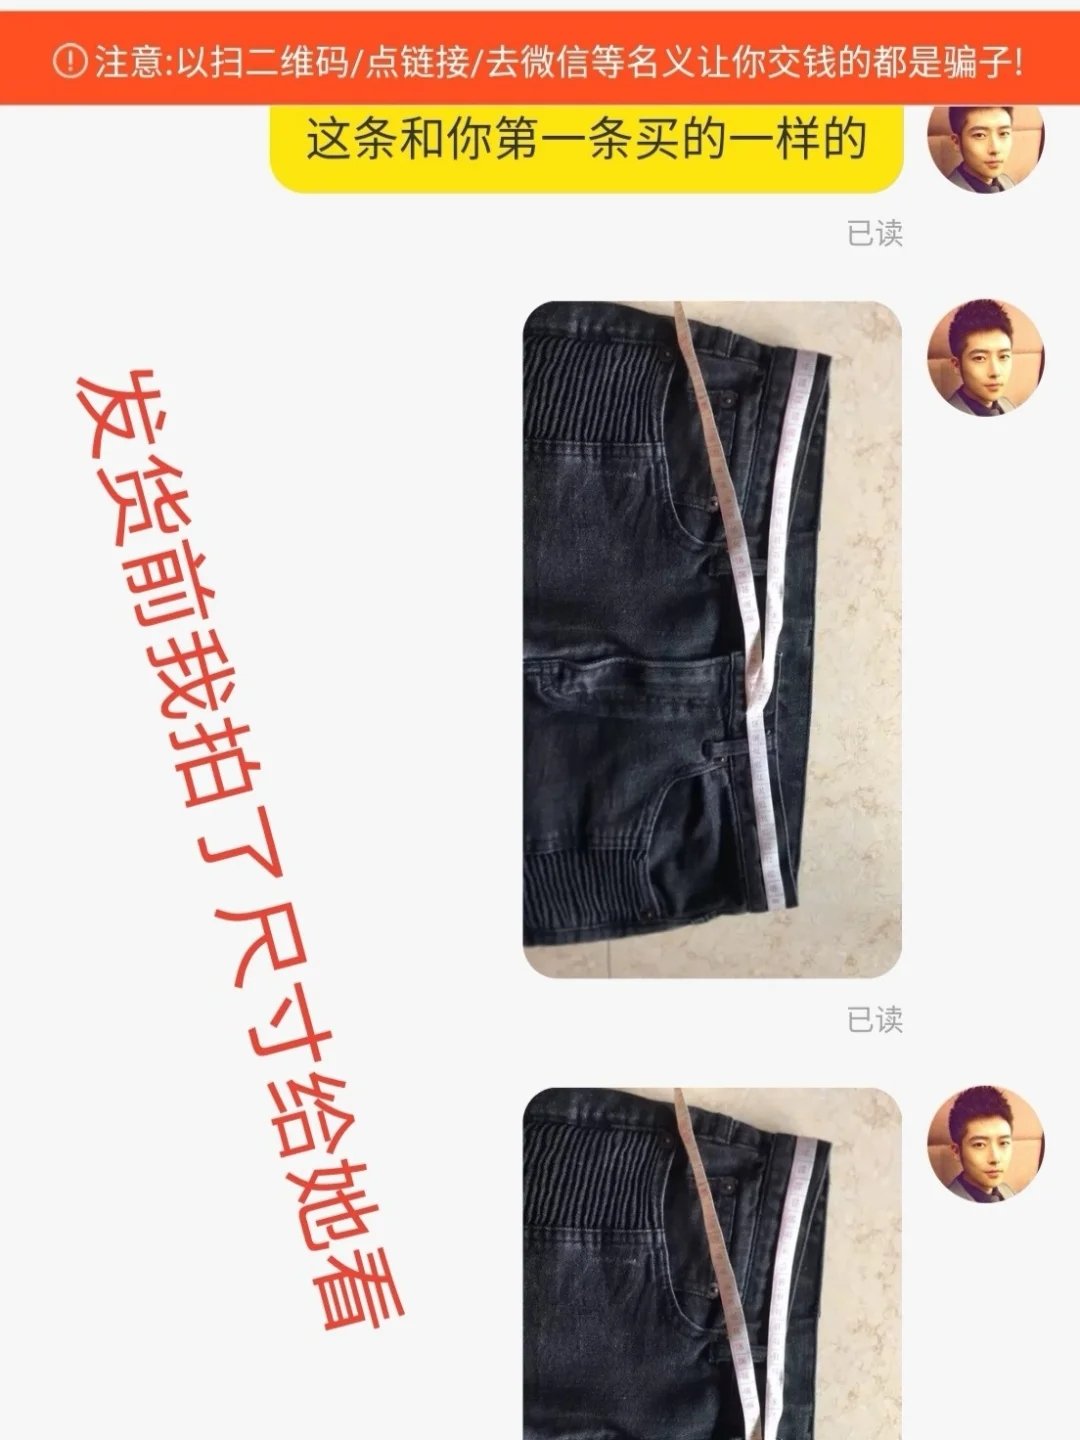 注意:以扫二维码/点链接/去微信等名义让你交钱的都是骗子!
这条和你第一条买的一样的
已读
发货前我拍了尺寸给她看
已读